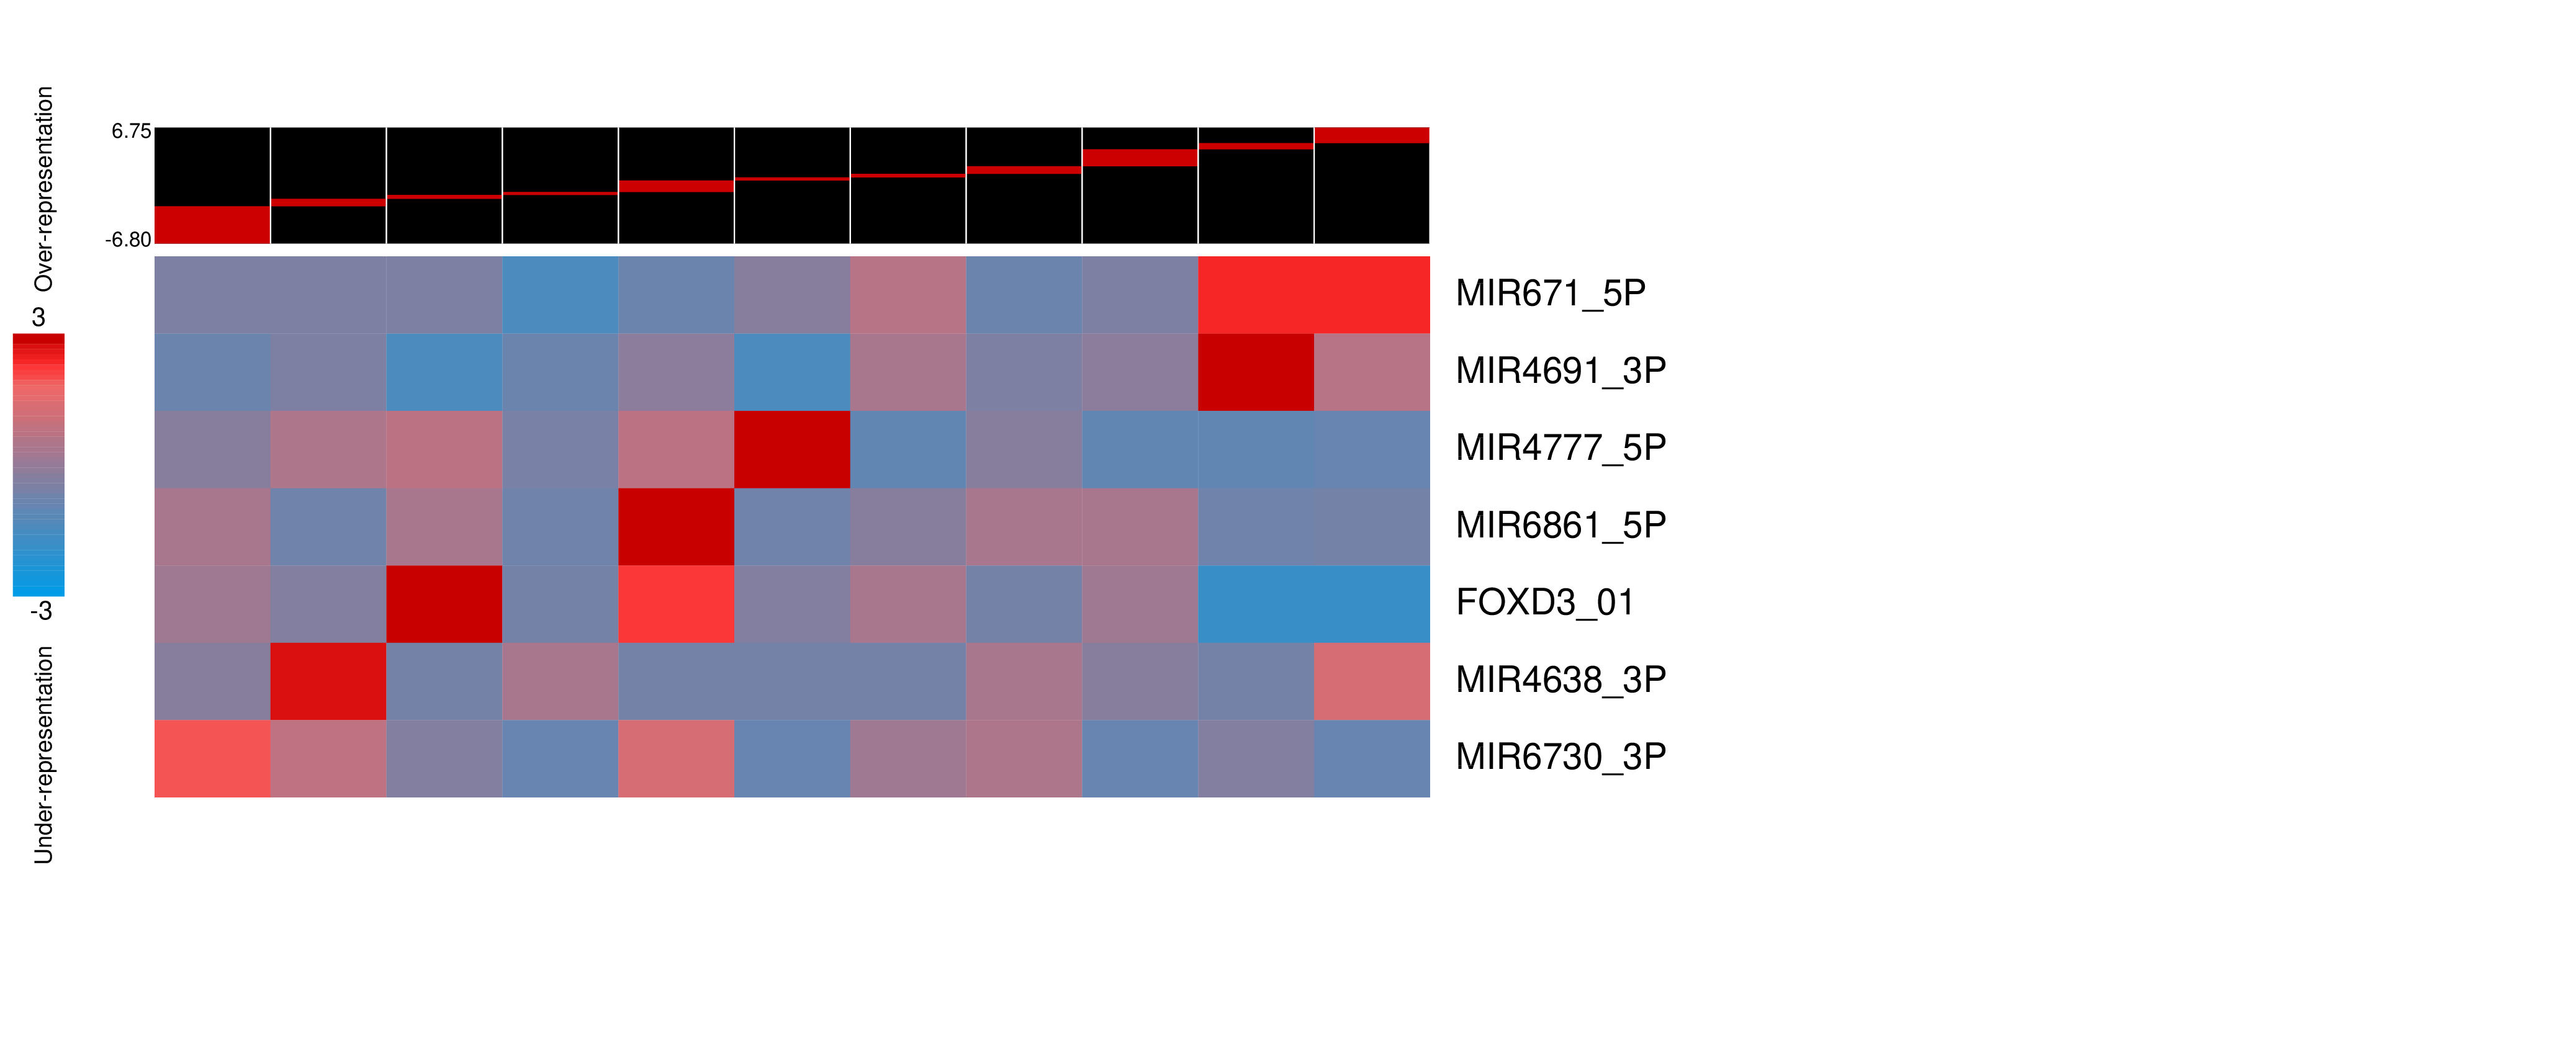 Over-representation
3
-3
Under-representation
6.75
-6.80
MIR671_5P
MIR4691_3P
MIR4777_5P
MIR6861_5P
FOXD3_01
MIR4638_3P
MIR6730_3P